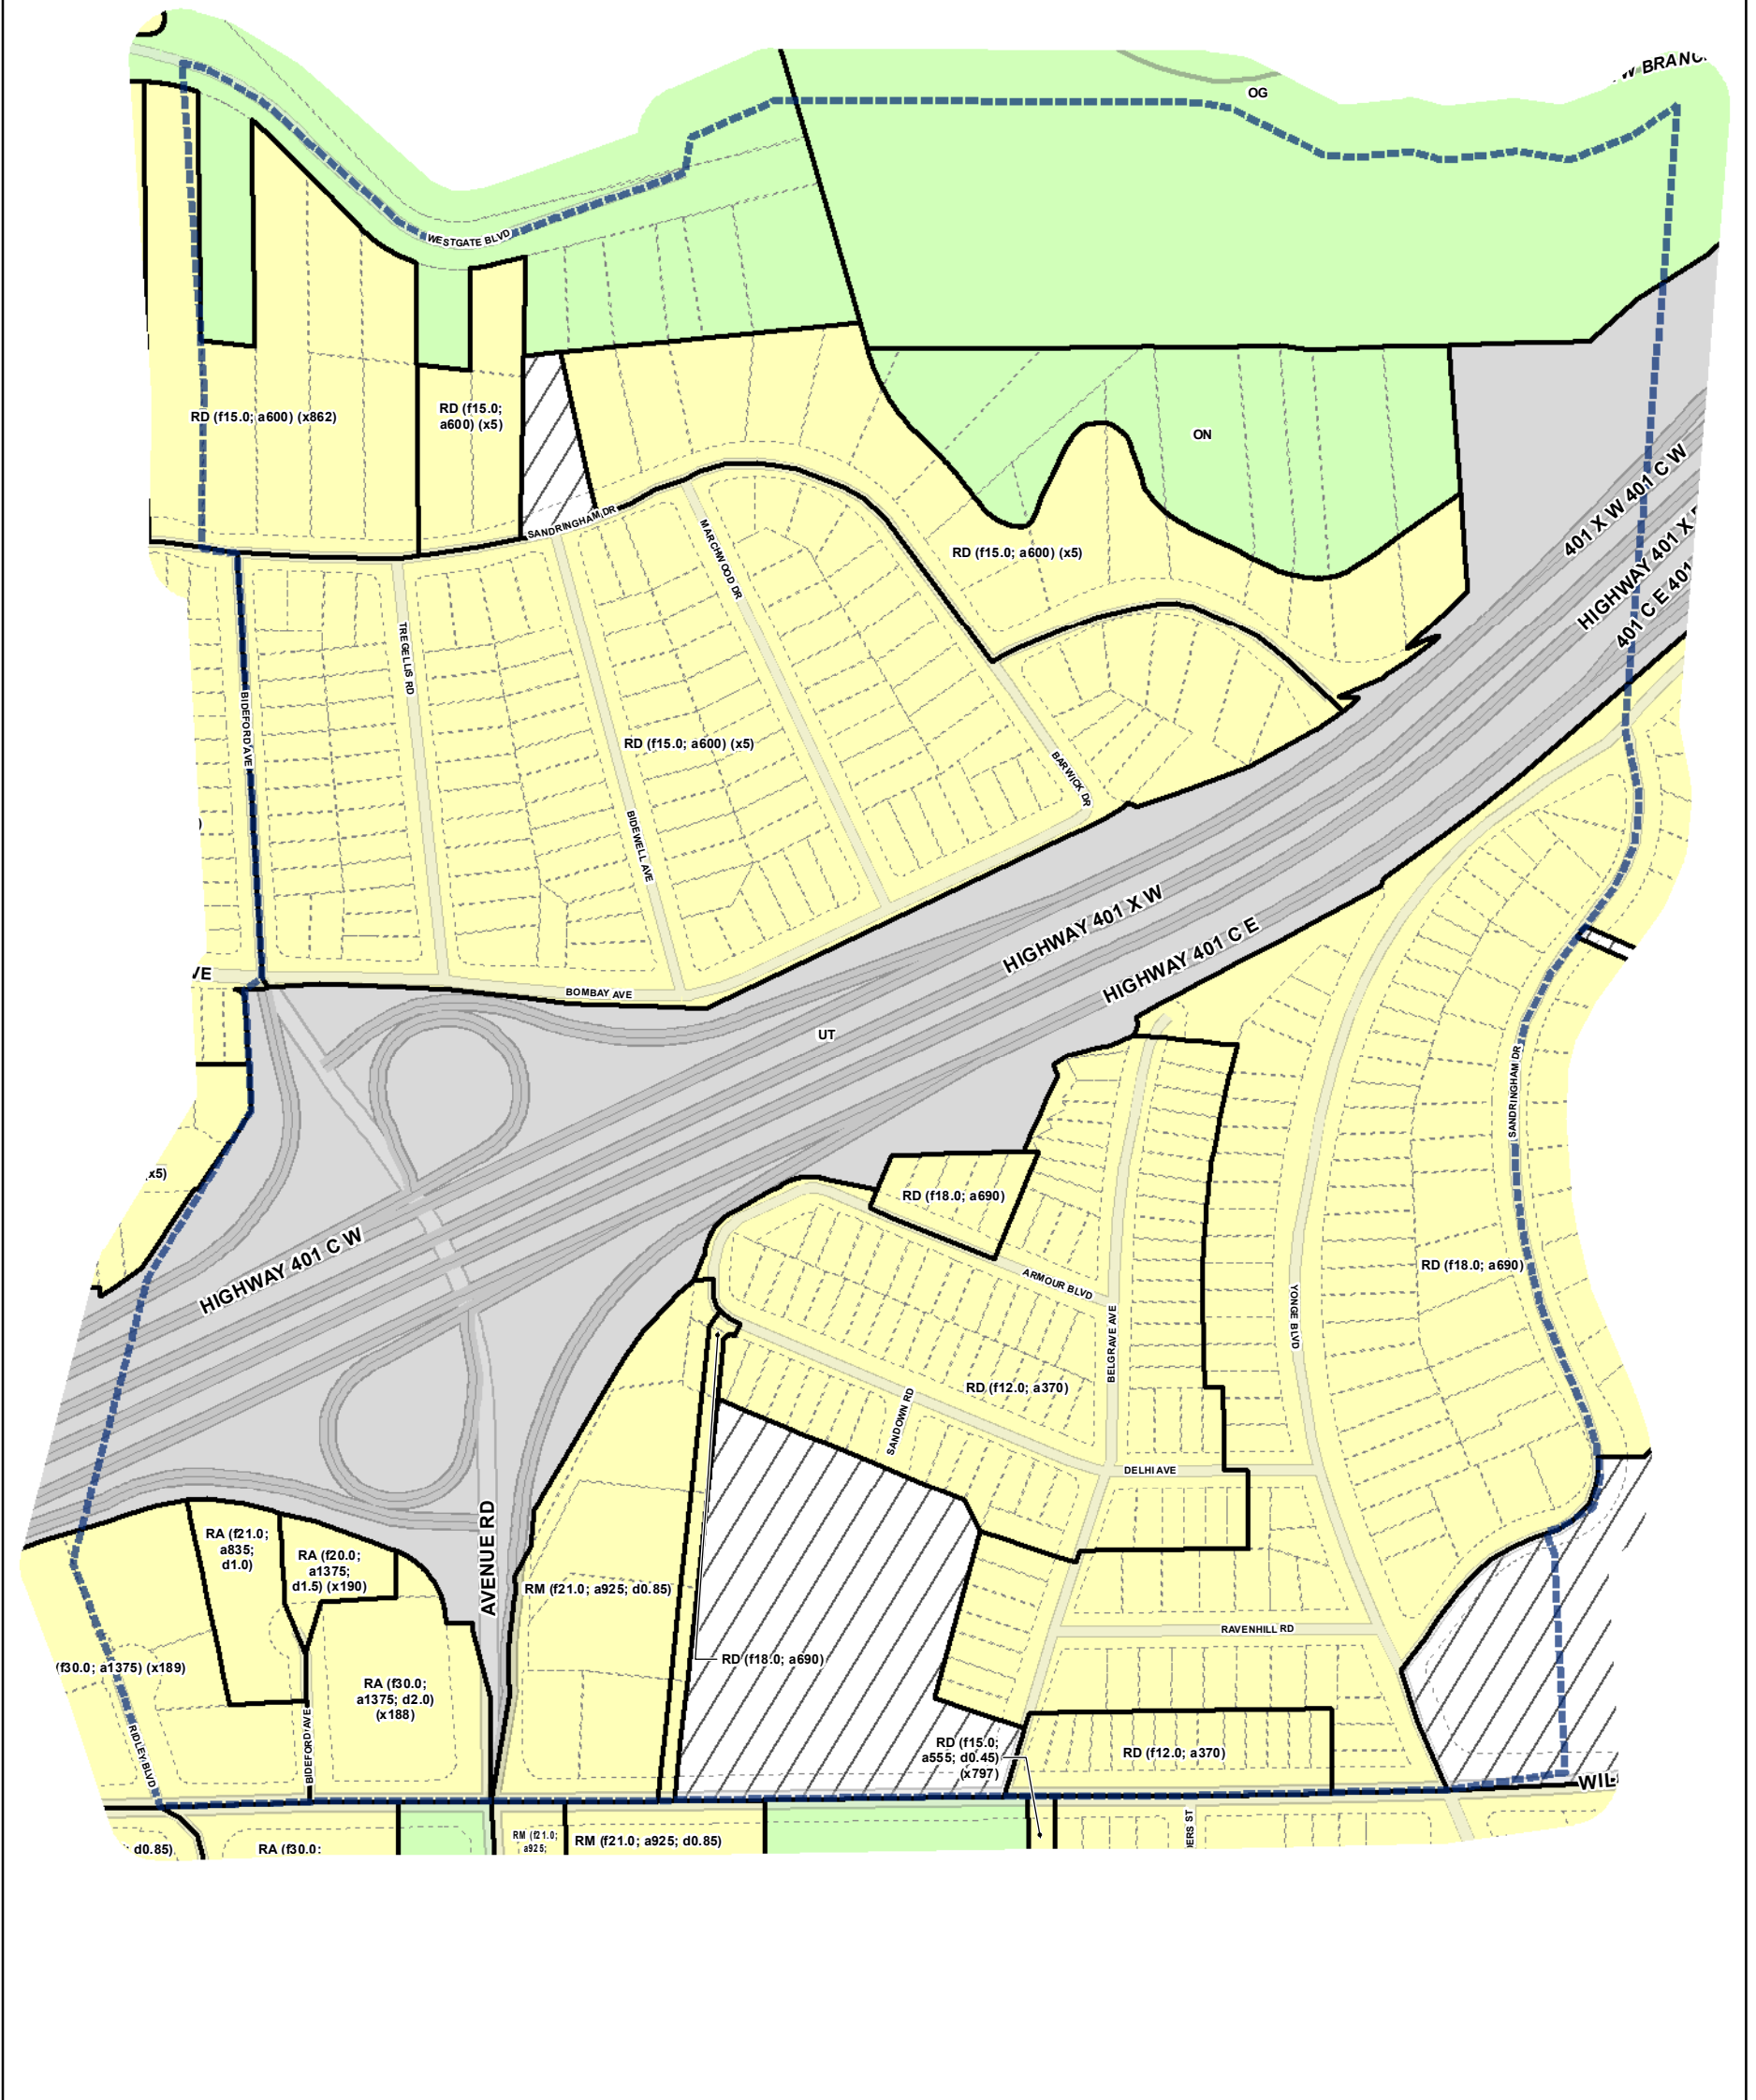 W BRANC
OG
WESTGATE BLVD
RD (f15.0; a600) (x862)
RD (f15.0;
a600) (x5)
ON
SANDRINGHAM DR
MARCHWOOD DR
RD (f15.0; a600) (x5)
401 X W 401 C W
HIGHWAY 401 X
401 C E 401
TREGELLIS RD
BIDEFORD AVE
RD (f15.0; a600) (x5)
BARWICK DR
BIDEWELL AVE
)
VE
BOMBAY AVE
HIGHWAY 401 X W
HIGHWAY 401 C E
UT
SANDRINGHAM DR
x5)
RD (f18.0; a690)
HIGHWAY 401 C W
ARMOUR BLVD
RD (f18.0; a690)
YONGE BLVD
BELGRAVE AVE
RD (f12.0; a370)
SANDOWN RD
DELHI AVE
AVENUE RD
RA (f21.0;
a835;
d1.0)
RA (f20.0;
a1375;
d1.5) (x190)
RM (f21.0; a925; d0.85)
RAVENHILL RD
RD (f18.0; a690)
(f30.0; a1375) (x189)
RA (f30.0;
a1375; d2.0)
(x188)
RIDLEY BLVD
BIDEFORD AVE
RD (f15.0;
a555; d0.45)
(x797)
RD (f12.0; a370)
WIL
DERS ST
RM (f21.0;
a925;
RM (f21.0; a925; d0.85)
; d0.85)
RA (f30.0: